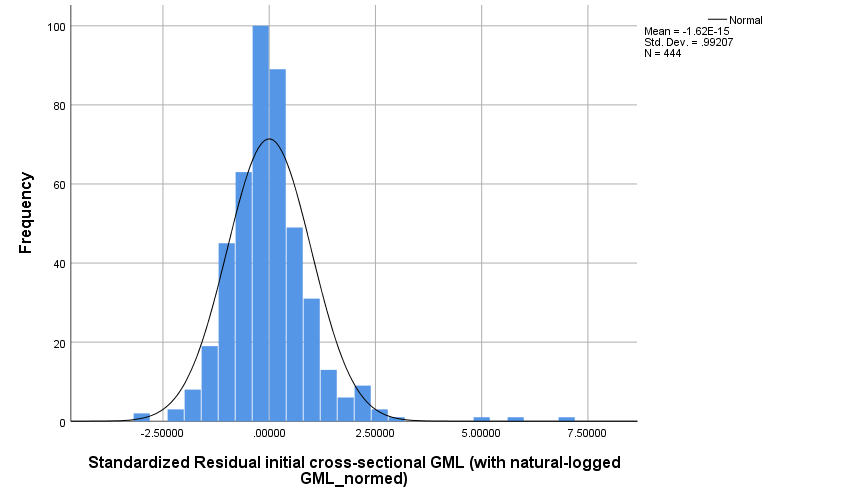 Normal
Mean = -1.62E-15
Std. Dev. = .99207
N = 444
100
80
60
40
20
0
Frequency
-2.50000 .00000 2.50000 5.00000 7.50000
Standardized Residual initial cross-sectional GML (with natural-logged
GML_normed)